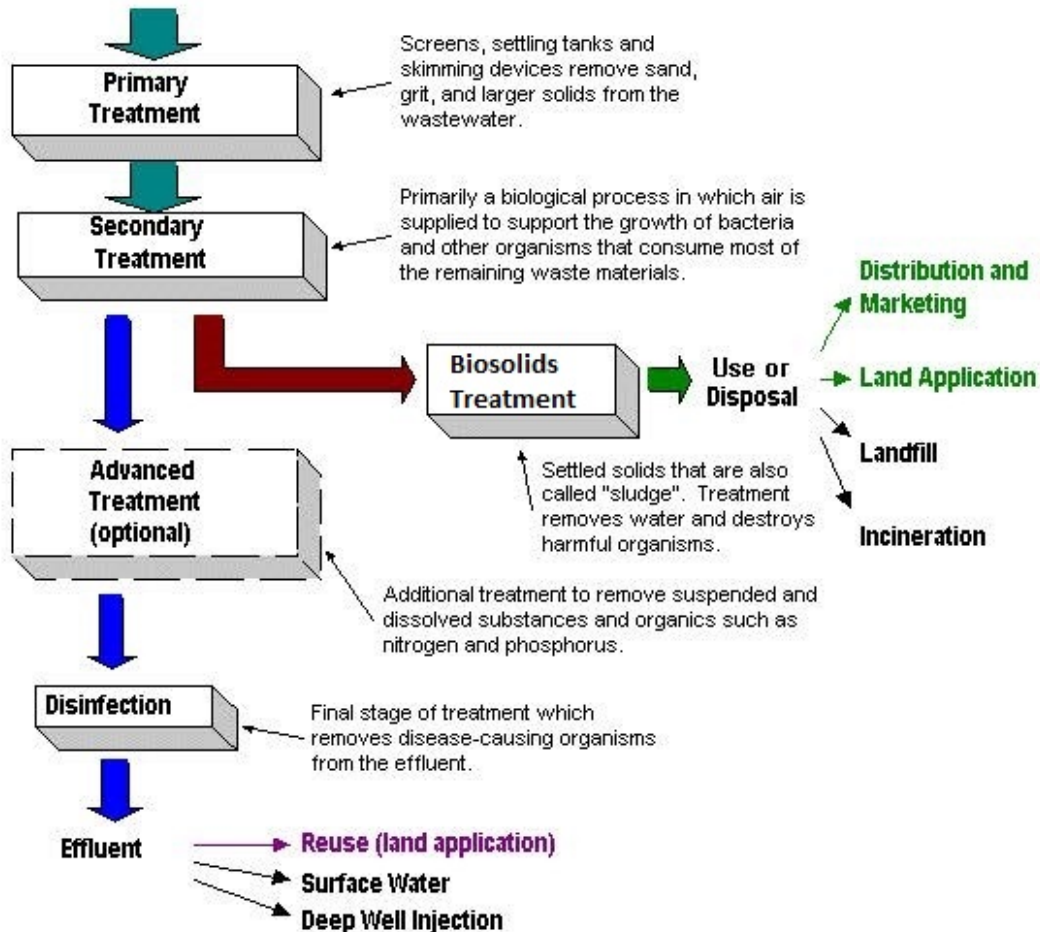 Primary
Treatment
Screens, settling tanks and
skimming devices remove sand,
grit, and larger solids from the
wastewater.
Secondary
Treatment
Primarily a biological process in which air is
supplied to support the growth of bacteria
and other organisms that consume most of
the remaining waste materials.
Biosolids
Treatment
Use or
Disposal
Distribution and
Marketing
Land Application
Landfill
Incineration
Settled solids that are also
called "sludge". Treatment
removes water and destroys
harmful organisms.
Advanced
Treatment
(optional)
Additional treatment to remove suspended and
dissolved substances and organics such as
nitrogen and phosphorus.
Disinfection
Final stage of treatment which
removes disease-causing organisms
from the effluent.
Effluent
Reuse (land application)
Surface Water
Deep Well Injection